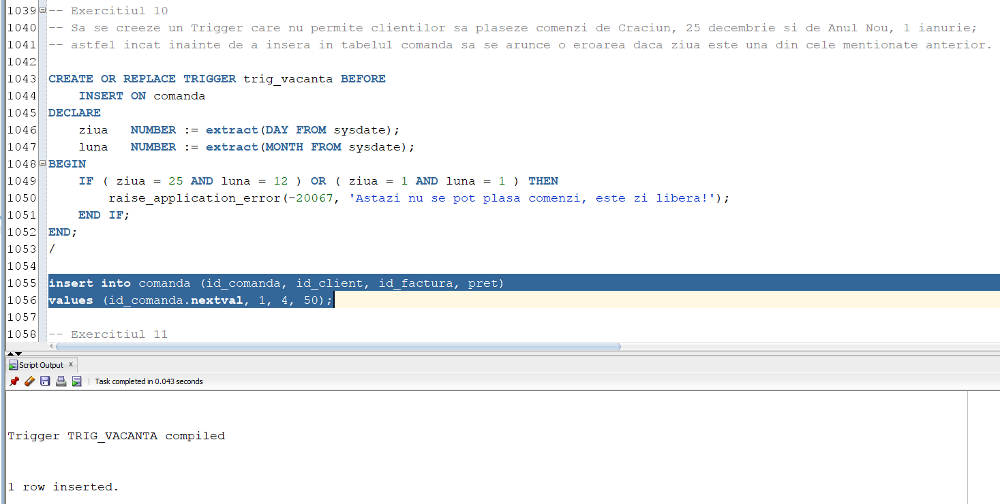 1039 -- Exercitiul 10
1040 -- Sa se creeze un Trigger care nu permite clientilor sa plaseze comenzi de Craciun, 25 decembrie si de Anul Nou, 1 ianurie;
1041 -- astfel incat inainte de a insera in tabelul comanda sa se arunce o eroarea daca ziua este una din cele mentionate anterior.
1042
1043 CREATE OR REPLACE TRIGGER trig_vacanta BEFORE
1044     INSERT ON comanda
1045 DECLARE
1046     ziua   NUMBER := extract(DAY FROM sysdate);
1047     luna   NUMBER := extract(MONTH FROM sysdate);
1048 BEGIN
1049     IF ( ziua = 25 AND luna = 12 ) OR ( ziua = 1 AND luna = 1 ) THEN
1050         raise_application_error(-20067, 'Astazi nu se pot plasa comenzi, este zi libera!');
1051     END IF;
1052 END;
1053 /
1054
1055 insert into comanda (id_comanda, id_client, id_factura, pret)
1056 values (id_comanda.nextval, 1, 4, 50);
1057
1058 -- Exercitiul 11
Script Output x
Task completed in 0.043 seconds
Trigger TRIG_VACANTA compiled
1 row inserted.